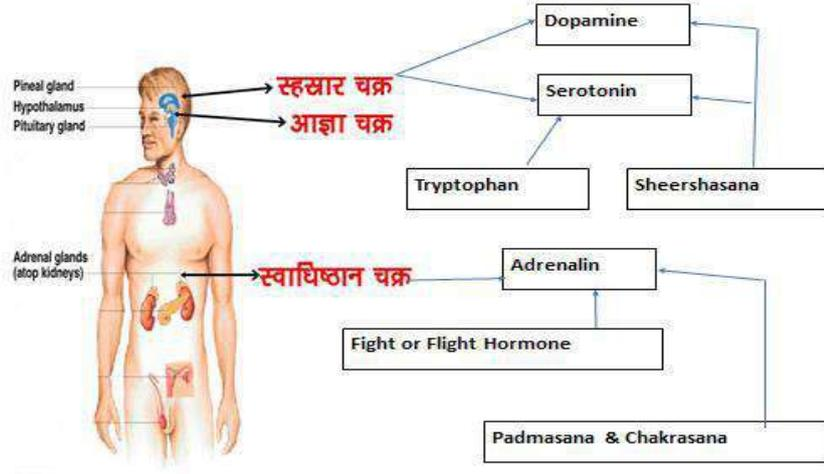 Dopamine
Pineal gland
स्हस्रार चक्र
Serotonin
Hypothalamus
Pituitary gland
आज्ञा चक्र
Tryptophan
Sheershasana
Adrenal glands
(atop kidneys)
स्वाधिष्ठान चक्र
Adrenalin
Fight or Flight Hormone
Padmasana & Chakrasana